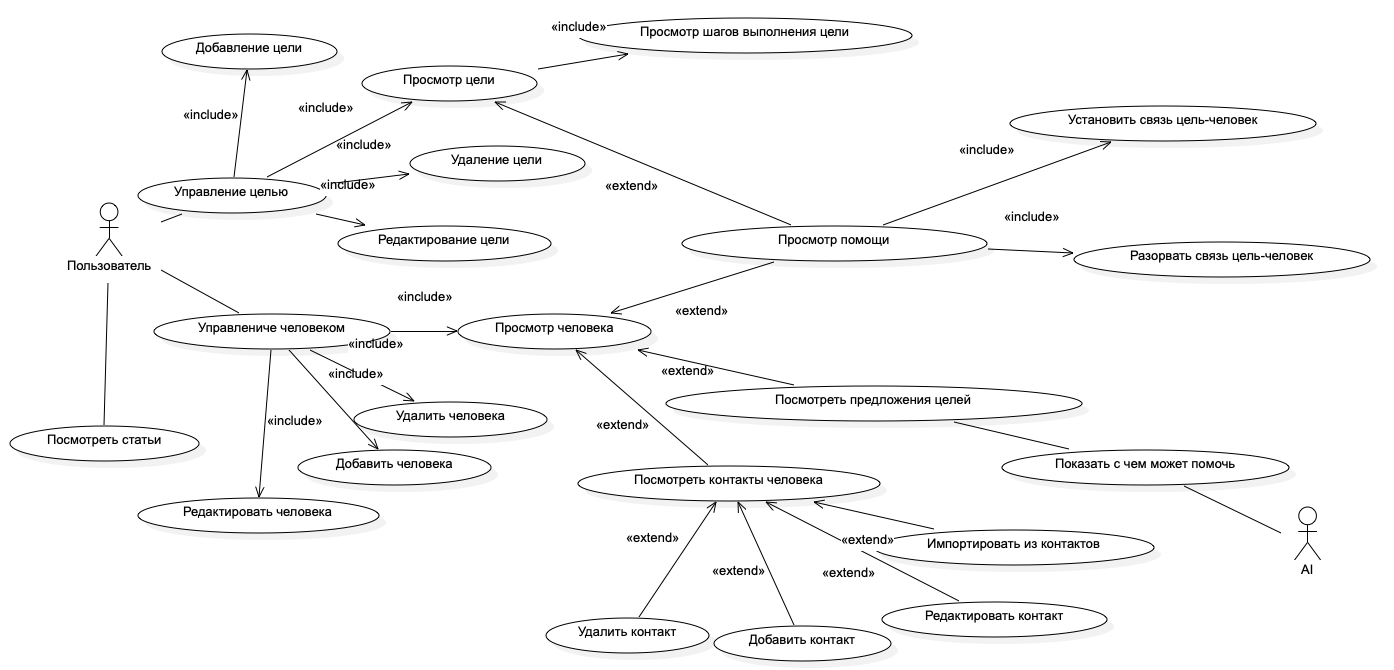 «include»
Просмотр шагов выполнения цели
Добавление цели
Просмотр цели
«include»
«include»
Установить связь цель-человек
«include»
«include»
Удаление цели
«include»
«extend»
Управление целью
«include»
Редактирование цели
Просмотр помощи
Разорвать связь цель-человек
Пользователь
«include»
«extend»
Управлениче человеком
Просмотр человека
«include»
«include»
«extend»
Посмотреть предложения целей
Удалить человека
«include»
«extend»
Посмотреть статьи
Добавить человека
Показать с чем может помочь
Посмотреть контакты человека
Редактировать человека
«extend»
«extend»
Импортировать из контактов
«extend»
«extend»
AI
Редактировать контакт
Удалить контакт
Добавить контакт